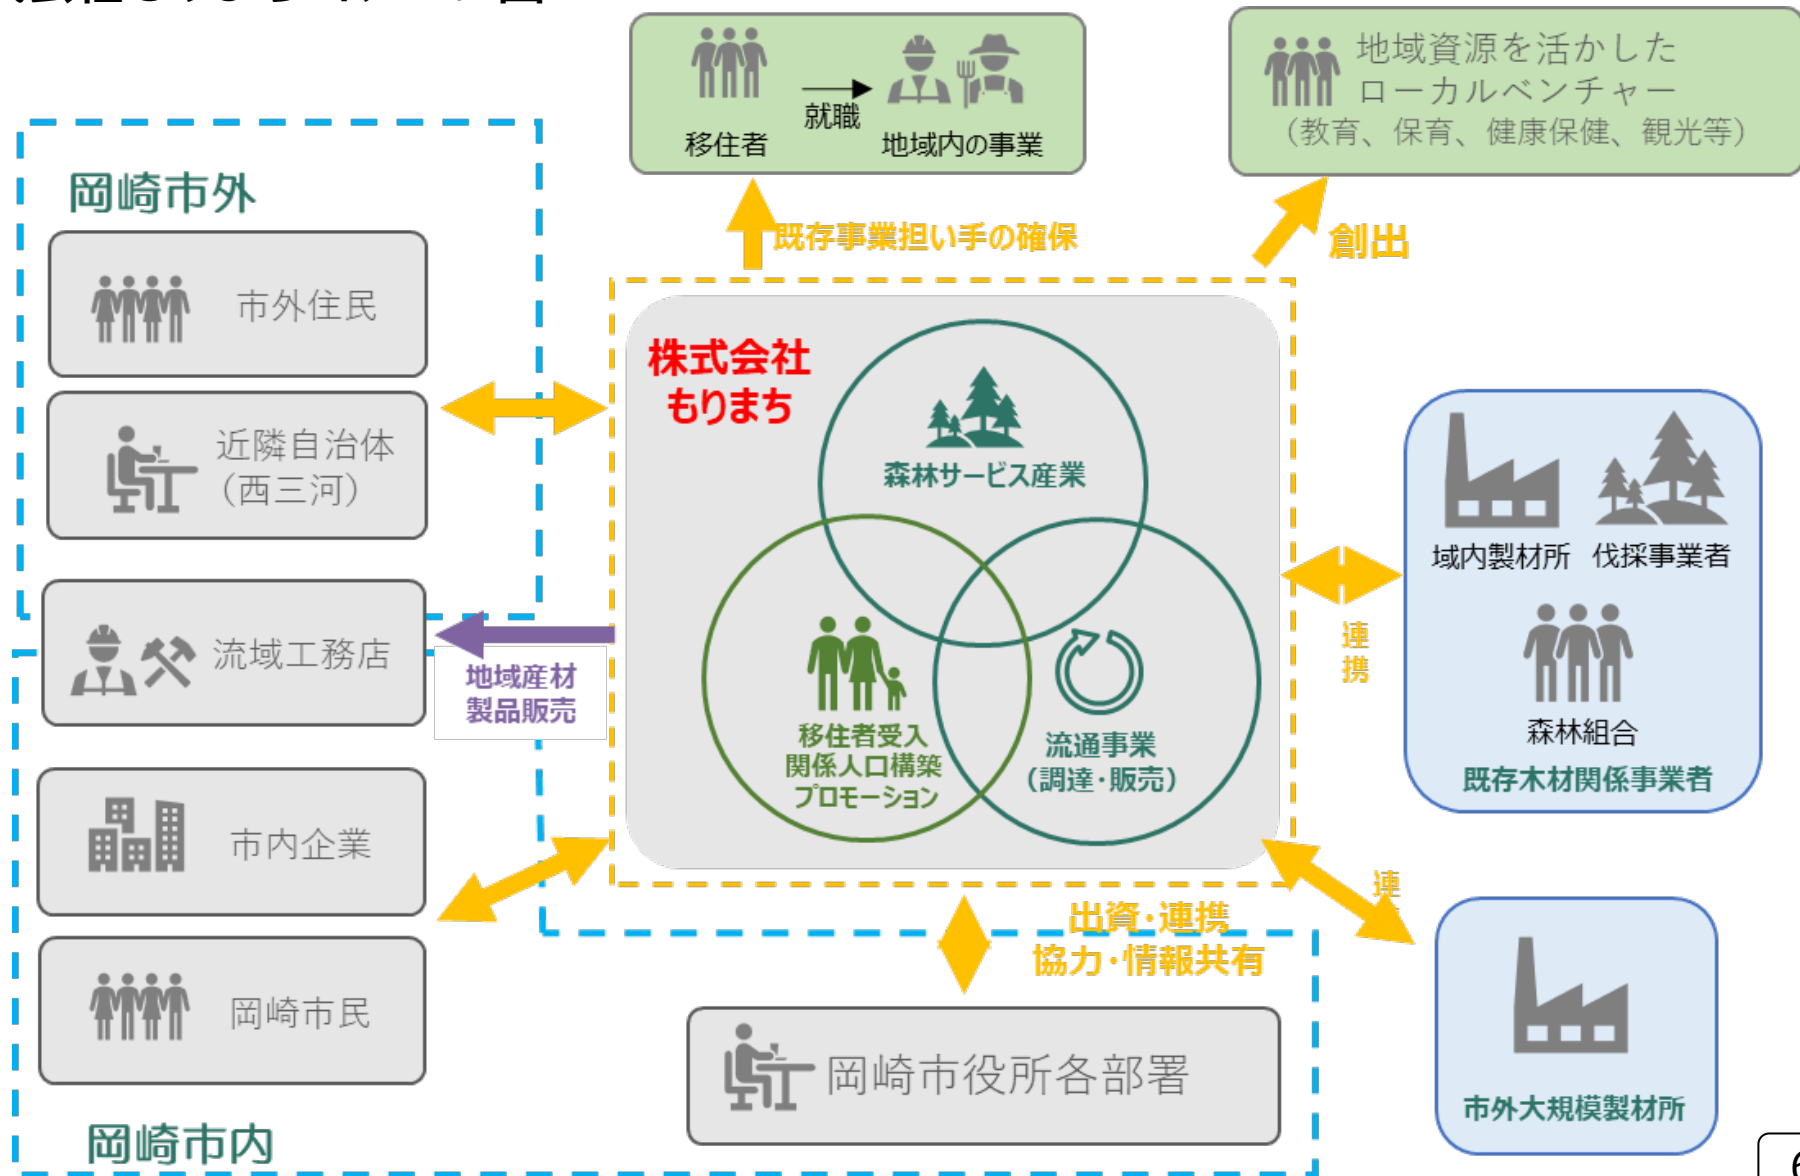 就職
移住者
地域内の事業
地域資源を活かした
ローカルベンチャー
（教育、保育、健康保健、観光等）
岡崎市外
既存事業担い手の確保
創出
市外住民
近隣自治体
（西三河）
流域工務店
地域産材
製品販売
市内企業
岡崎市民
岡崎市内
株式会社
もりまち
森林サービス産業
移住者受入
関係人口構築
プロモーション
流通事業
（調達・販売）
連
携
域内製材所
伐採事業者
森林組合
既存木材関係事業者
連
出資・連携
協力・情報共有
岡崎市役所各部署
市外大規模製材所